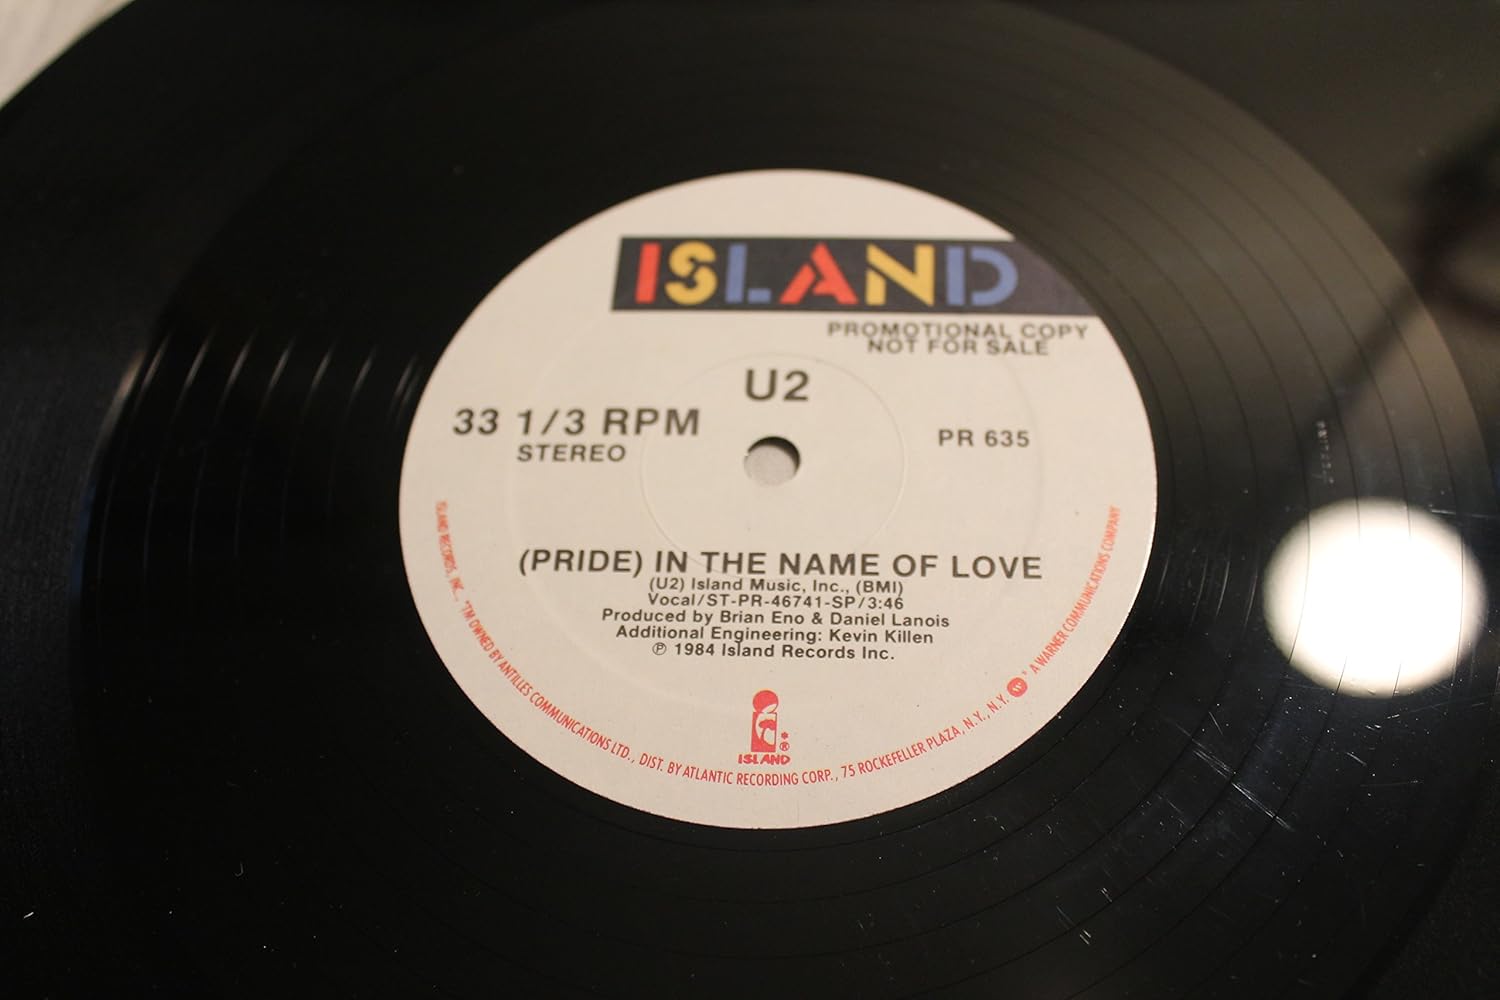 ISLAND
PROMOTIONAL COPY
NOT FOR SALE
U2
33 1/3 RPM
STEREO
PR 635
(PRIDE) IN THE NAME OF LOVE
(U2) Island Music, Inc., (BMI)
Vocal/ST-PR-46741-SP/3:46
Produced by Brian Eno & Daniel Lanois
Additional Engineering: Kevin Killen
℗ 1984 Island Records Inc.
*®
ISLAND
ISLAND RECORDS, INC., *TM OWNED BY ANTILLES COMMUNICATIONS LTD., DIST. BY ATLANTIC RECORDING CORP., 75 ROCKEFELLER PLAZA, N.Y., N.Y. W ® A WARNER COMMUNICATIONS COMPANY